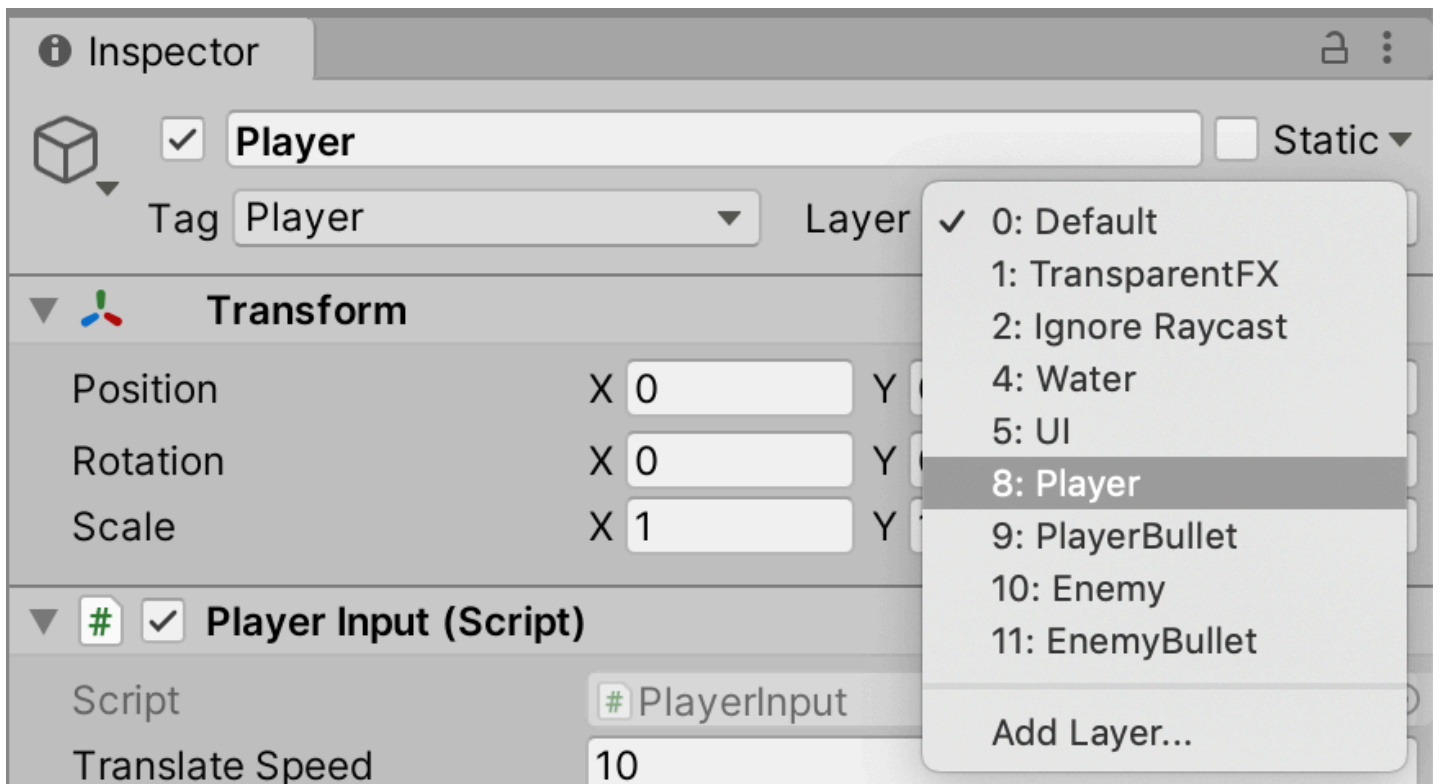 Inspector
Player
Static
Tag Player
Layer
0: Default
1: TransparentFX
2: Ignore Raycast
4: Water
5: UI
8: Player
9: PlayerBullet
10: Enemy
11: EnemyBullet
Add Layer...
Transform
Position X 0 Y
Rotation X 0 Y
Scale X 1 Y
# Player Input (Script)
Script # PlayerInput
Translate Speed 10